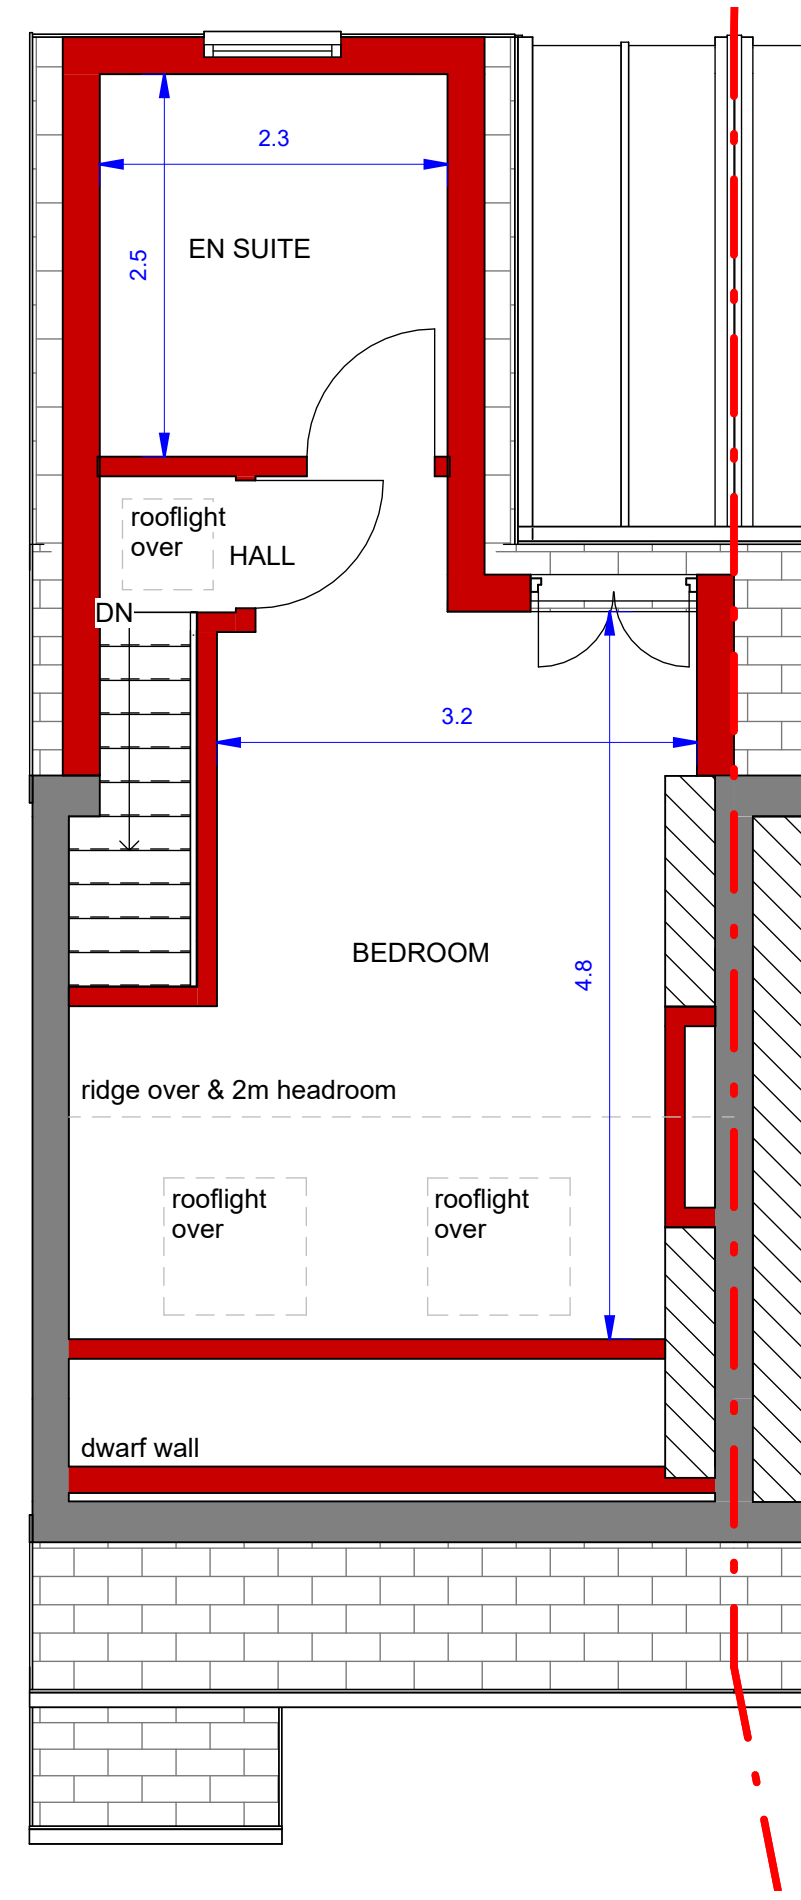 2.3
2.5
EN SUITE
rooflight
over
HALL
DN
3.2
BEDROOM
4.8
ridge over & 2m headroom
rooflight
over
rooflight
over
dwarf wall